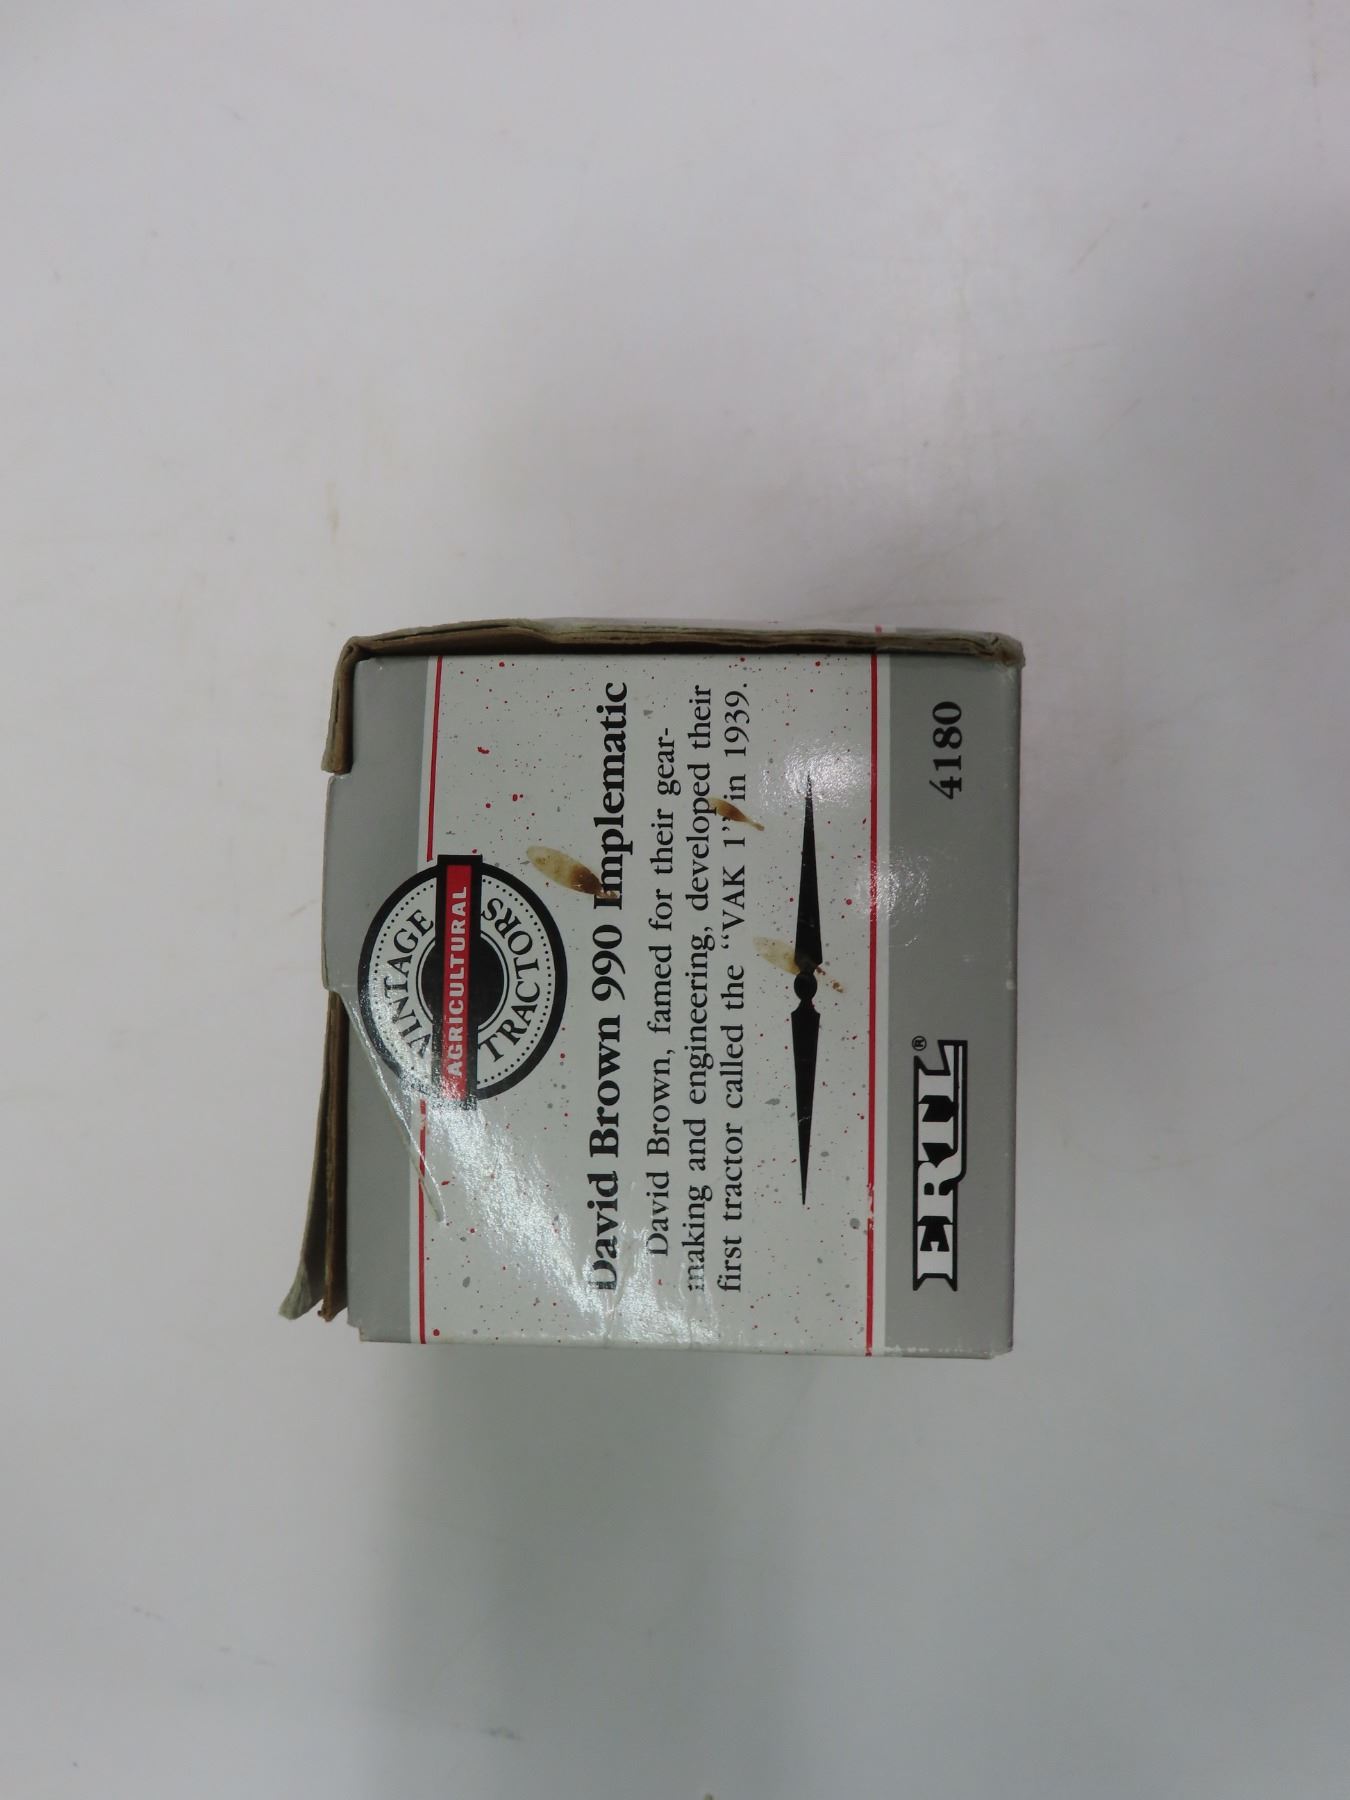 VINTAGE
AGRICULTURAL
TRACTORS
David Brown 990 Implematic
David Brown, famed for their gear-
making and engineering, developed their
first tractor called the “VAK 1” in 1939.
ERTL®
4180